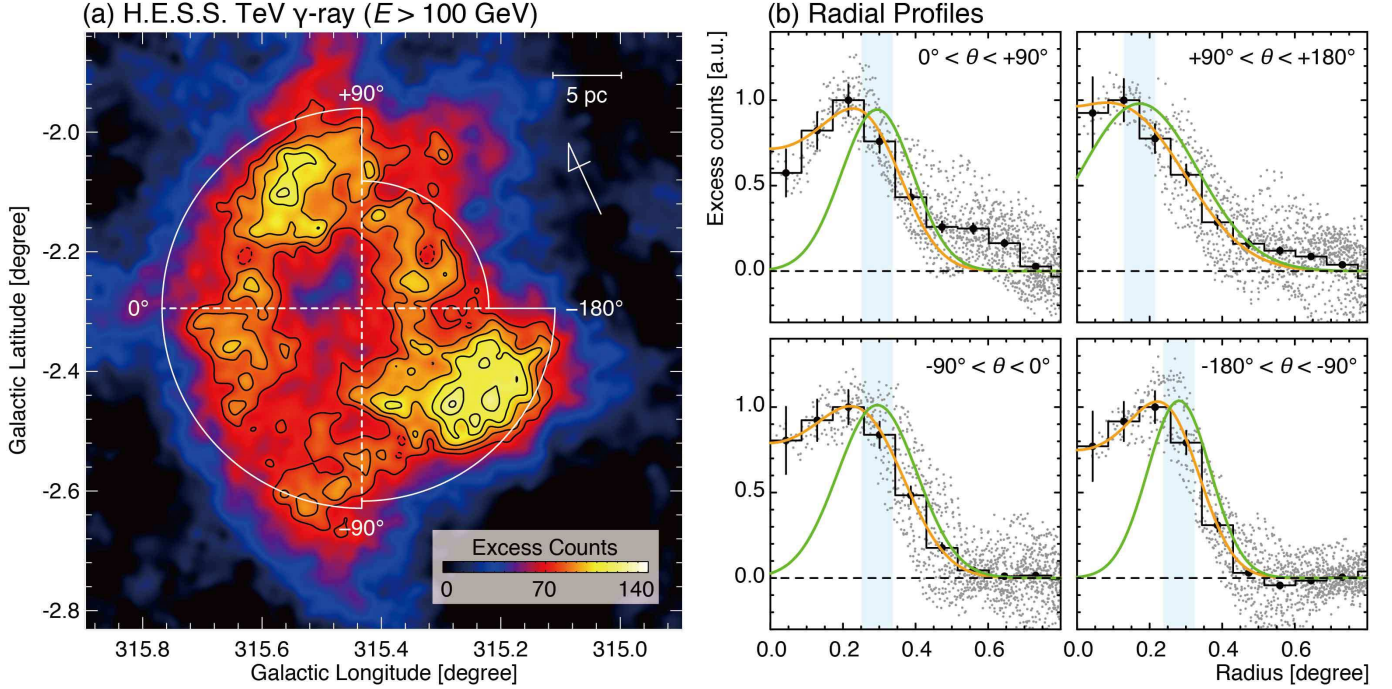 (a) H.E.S.S. TeV γ-ray (E > 100 GeV)
5 pc
+90°
0°
−180°
−90°
-2.0
-2.2
-2.4
-2.6
-2.8
Galactic Latitude [degree]
Excess Counts
0 70 140
315.8 315.6 315.4 315.2 315.0
Galactic Longitude [degree]
(b) Radial Profiles
0° < θ < +90°
+90° < θ < +180°
1.0
0.5
0.0
Excess counts [a.u.]
-90° < θ < 0°
-180° < θ < -90°
1.0
0.5
0.0
0.0 0.2 0.4 0.6 0.0 0.2 0.4 0.6
Radius [degree]